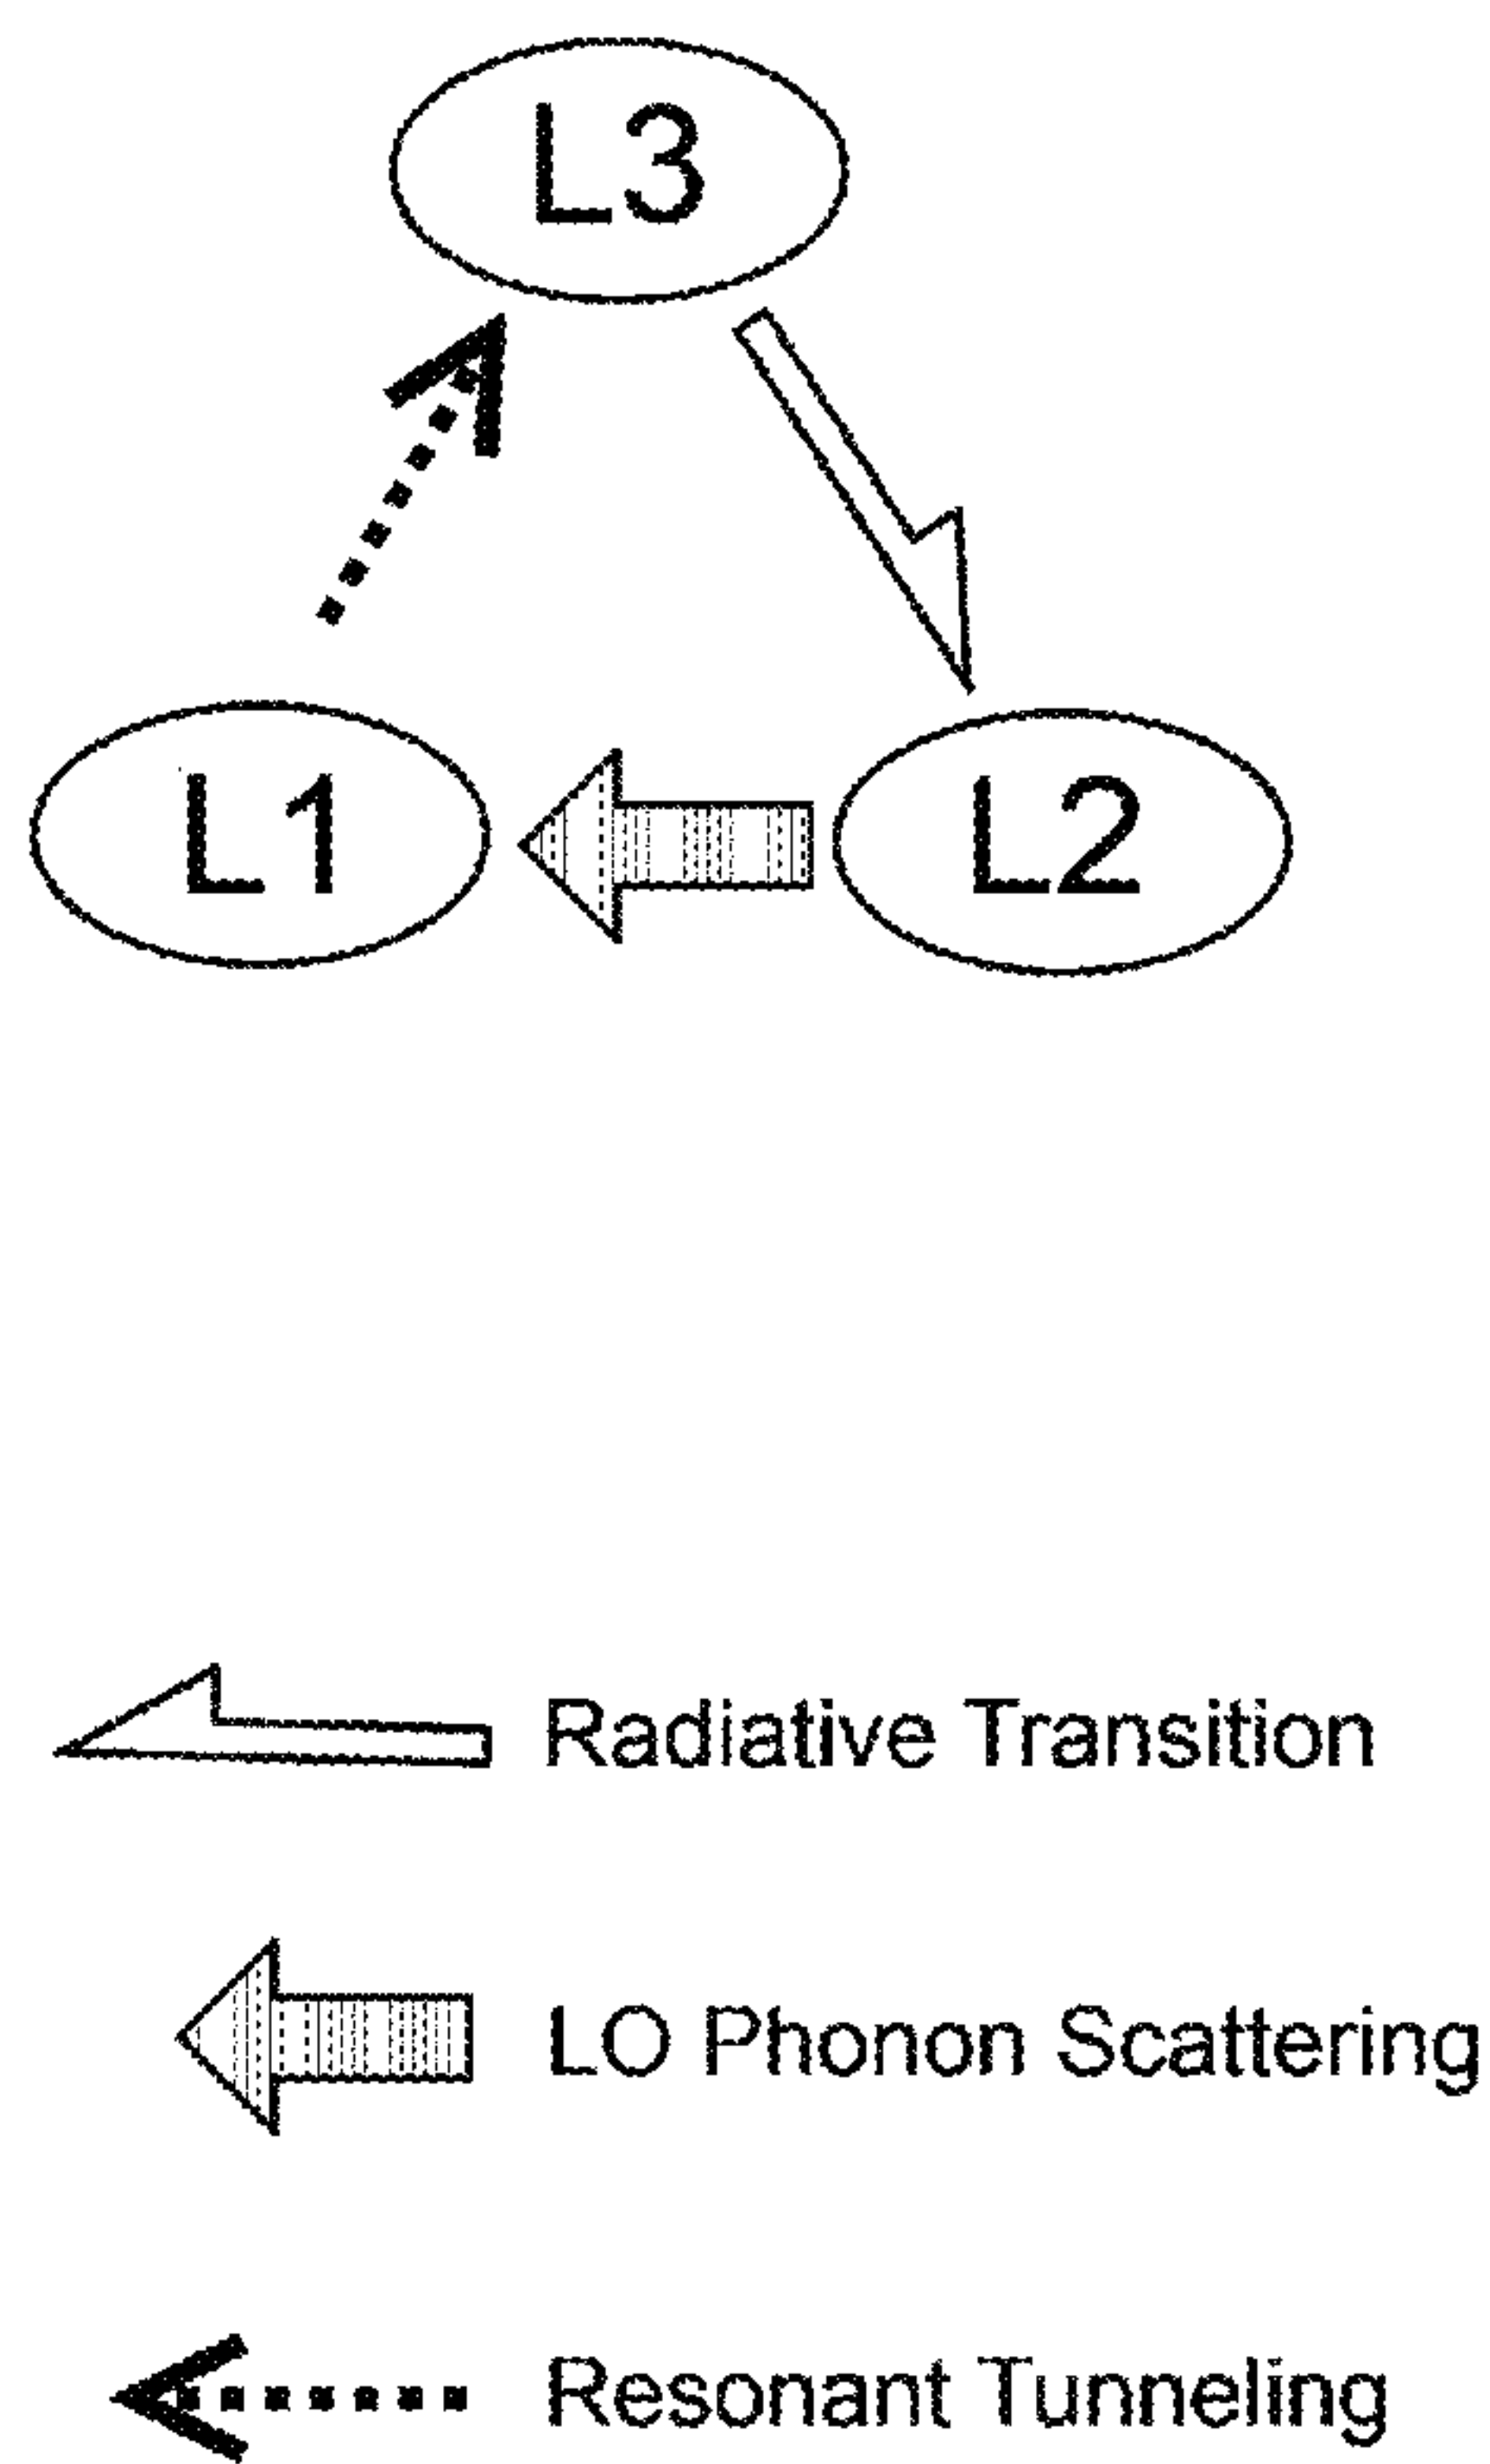 L3
L1
L2
Radiative Transition
LO Phonon Scattering
Resonant Tunneling